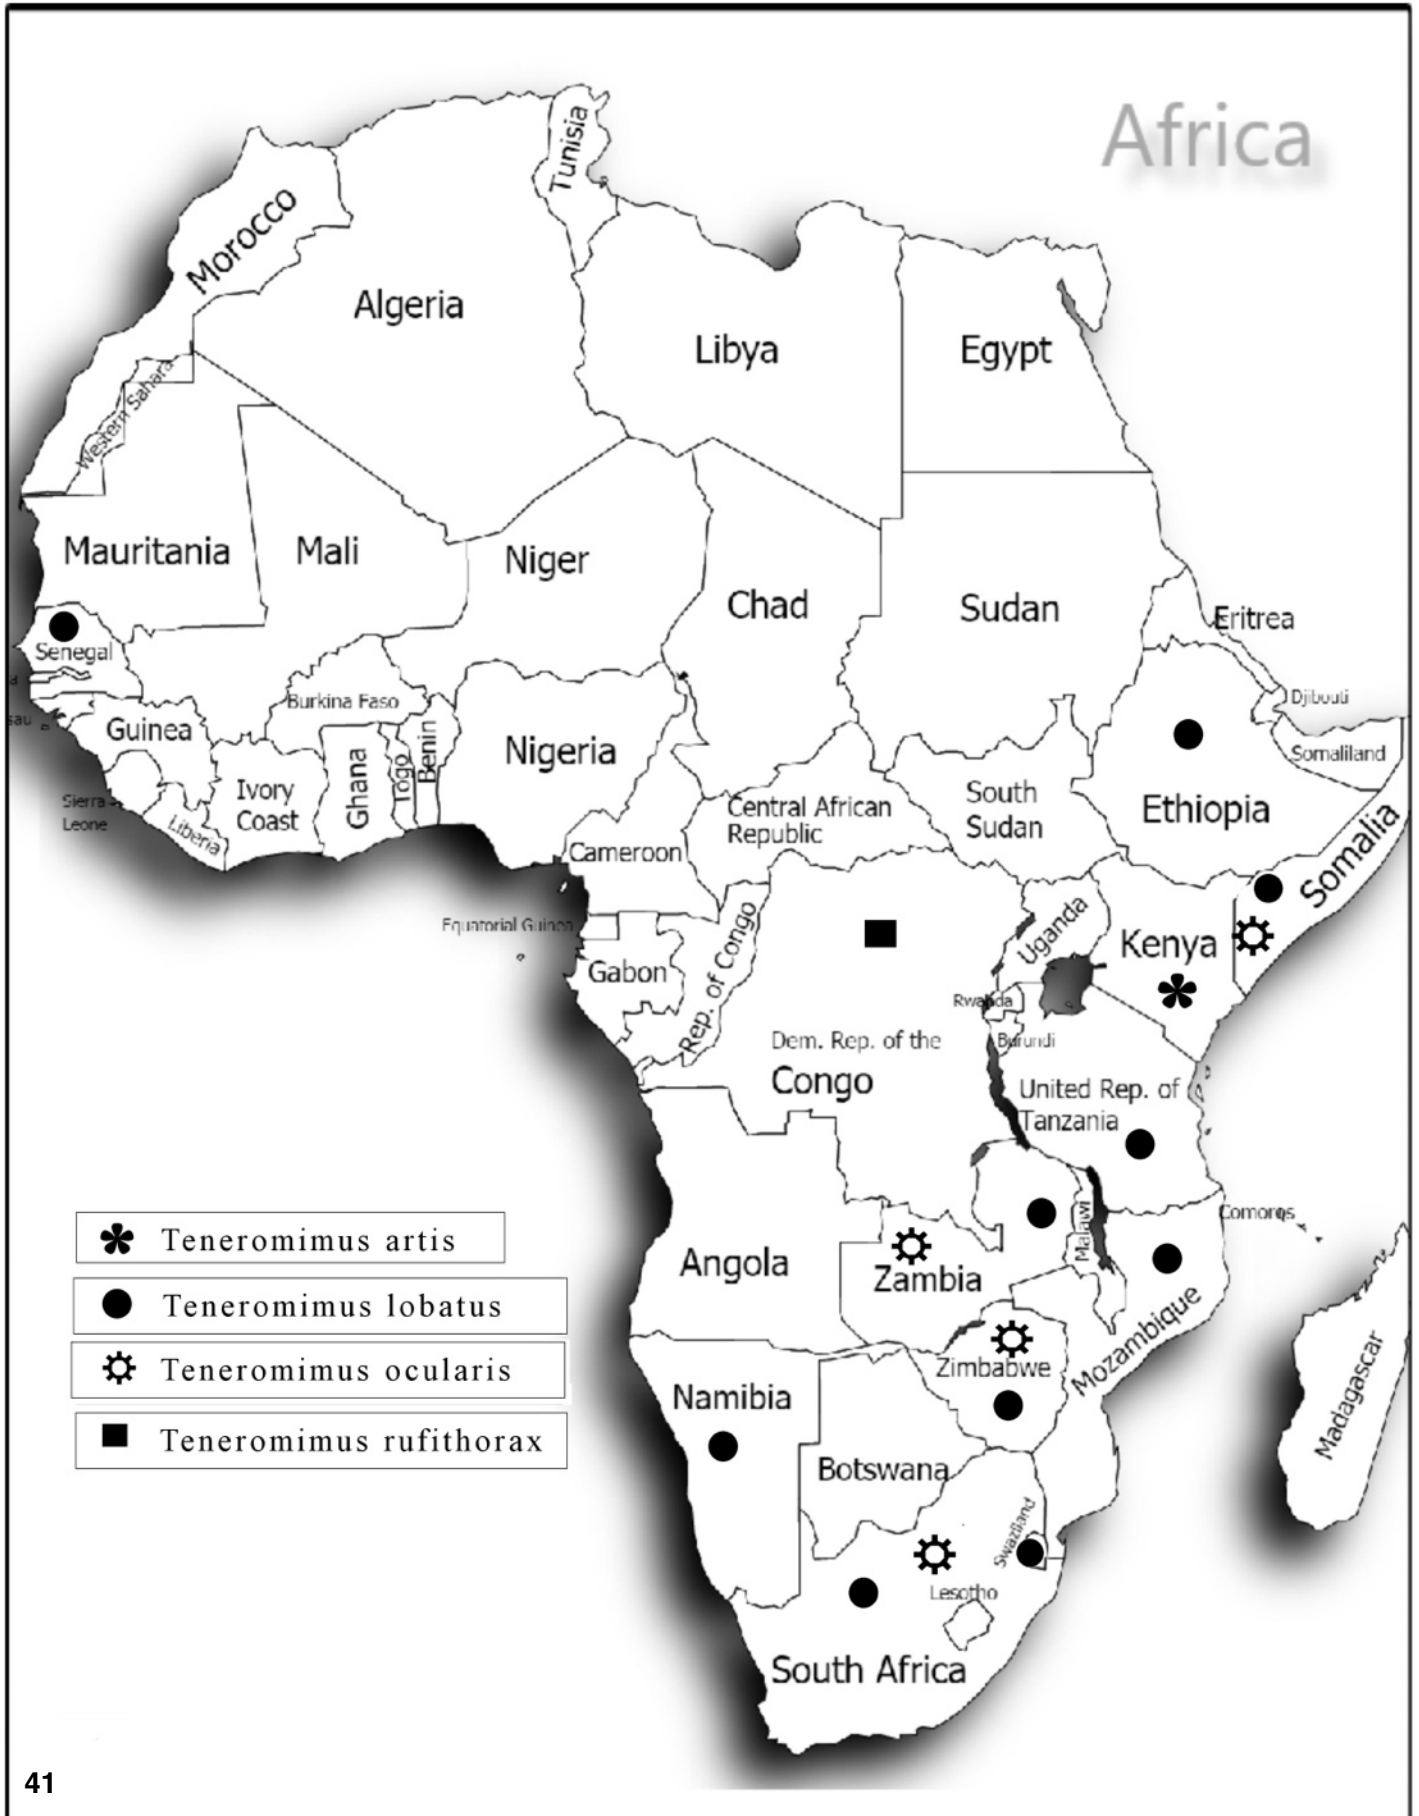 Africa
Tunisia
Morocco
Algeria
Libya
Egypt
Western Sahara
Mauritania
Mali
Niger
Chad
Sudan
Eritrea
Senegal
Djibouti
Burkina Faso
sau
Guinea
Benin
Nigeria
Somaliland
Togo
Ghana
Ivory
Coast
Sierra
Leone
Liberia
Central African
Republic
South
Sudan
Ethiopia
Somalia
Cameroon
Equatorial Guinea
Gabon
Rep. of Congo
Uganda
Kenya
Rwanda
Burundi
Dem. Rep. of the
Congo
United Rep. of
Tanzania
Comoros
Malawi
Angola
Zambia
Mozambique
Zimbabwe
Madagascar
Namibia
Botswana
Swaziland
Lesotho
South Africa
Teneromimus artis
Teneromimus lobatus
Teneromimus ocularis
Teneromimus rufithorax
41